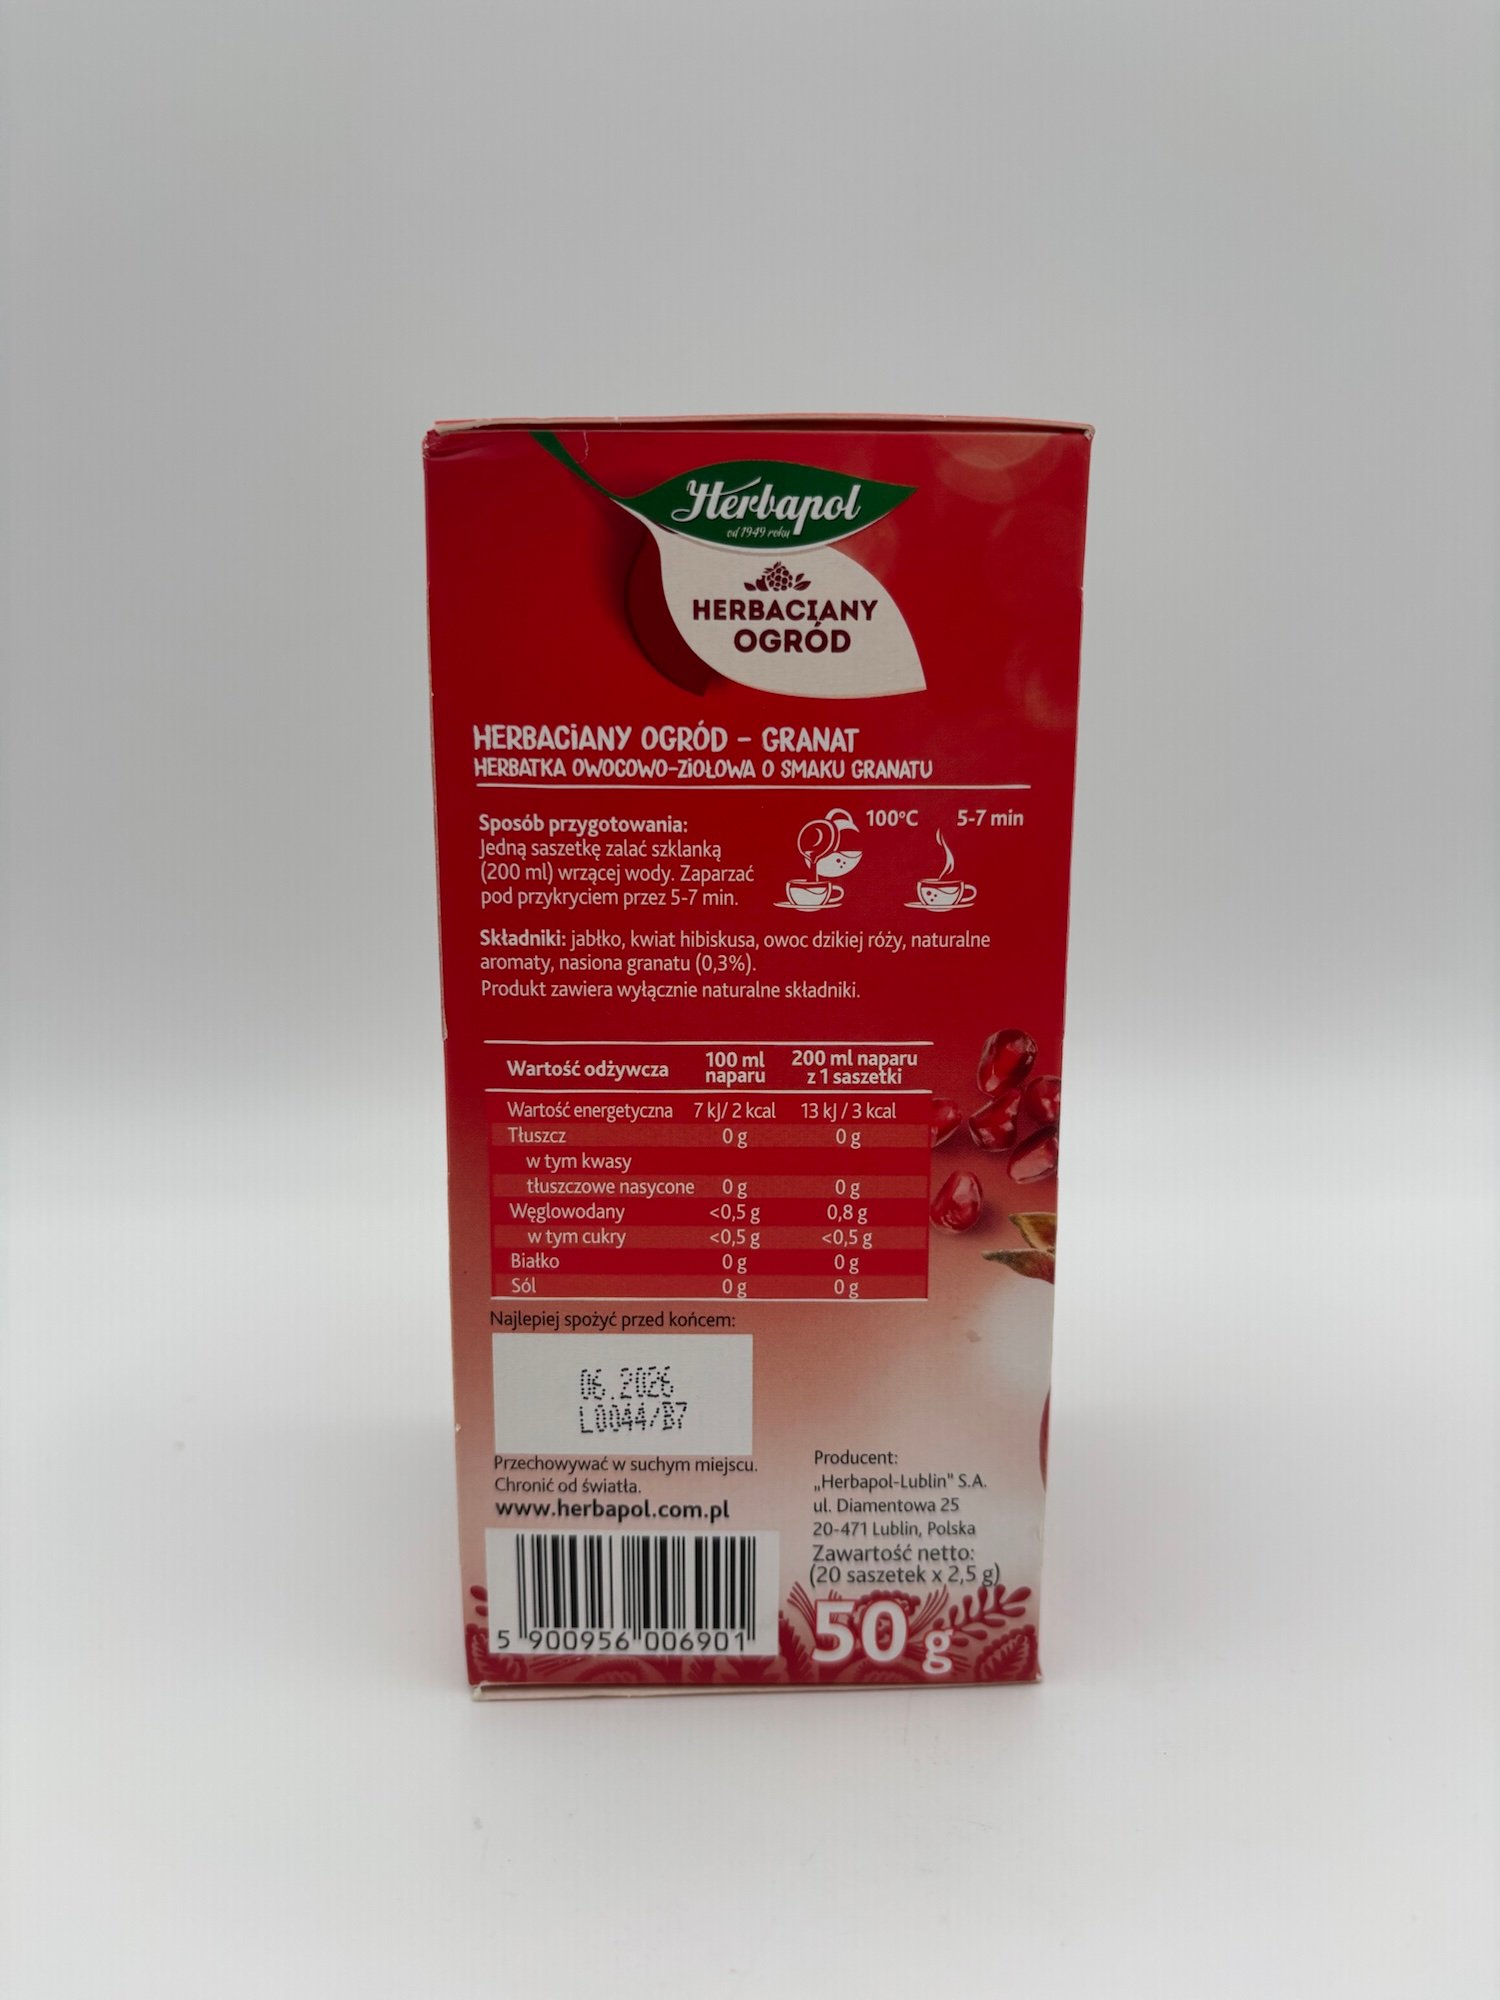 Herbapol
od 1949 roku
HERBACIANY
OGRÓD
HERBACiANY OGRÓD - GRANAT
HERBATKA OWOCOWO-ZiOŁOWA O SMAKU GRANATU
Sposób przygotowania:
Jedną saszetkę zalać szklanką
(200 ml) wrzącej wody. Zaparzać
pod przykryciem przez 5-7 min.
100°C 5-7 min
Składniki: jabłko, kwiat hibiskusa, owoc dzikiej róży, naturalne
aromaty, nasiona granatu (0,3%).
Produkt zawiera wyłącznie naturalne składniki.
Wartość odżywcza 100 ml naparu 200 ml naparu z 1 saszetki
Wartość energetyczna 7 kJ/ 2 kcal 13 kJ / 3 kcal
Tłuszcz 0 g 0 g
w tym kwasy
tłuszczowe nasycone 0 g 0 g
Węglowodany <0,5 g 0,8 g
w tym cukry <0,5 g <0,5 g
Białko 0 g 0 g
Sól 0 g 0 g
Najlepiej spożyć przed końcem:
06.2026
L0044/B7
Przechowywać w suchym miejscu.
Chronić od światła.
www.herbapol.com.pl
5 900956 006901
Producent:
„Herbapol-Lublin" S.A.
ul. Diamentowa 25
20-471 Lublin, Polska
Zawartość netto:
(20 saszetek x 2,5 g)
50 g